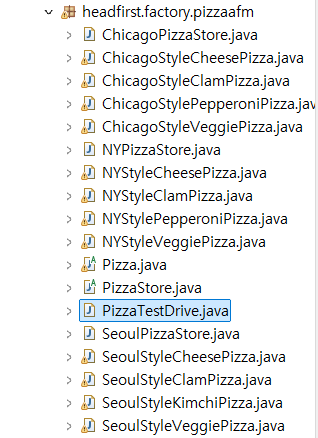 headfirst.factory.pizzaafm
ChicagoPizzaStore.java
ChicagoStyleCheesePizza.java
ChicagoStyleClamPizza.java
ChicagoStylePepperoniPizza.jav
ChicagoStyleVeggiePizza.java
NYPizzaStore.java
NYStyleCheesePizza.java
NYStyleClamPizza.java
NYStylePepperoniPizza.java
NYStyleVeggiePizza.java
Pizza.java
PizzaStore.java
PizzaTestDrive.java
SeoulPizzaStore.java
SeoulStyleCheesePizza.java
SeoulStyleClamPizza.java
SeoulStyleKimchiPizza.java
SeoulStyleVeggiePizza.java